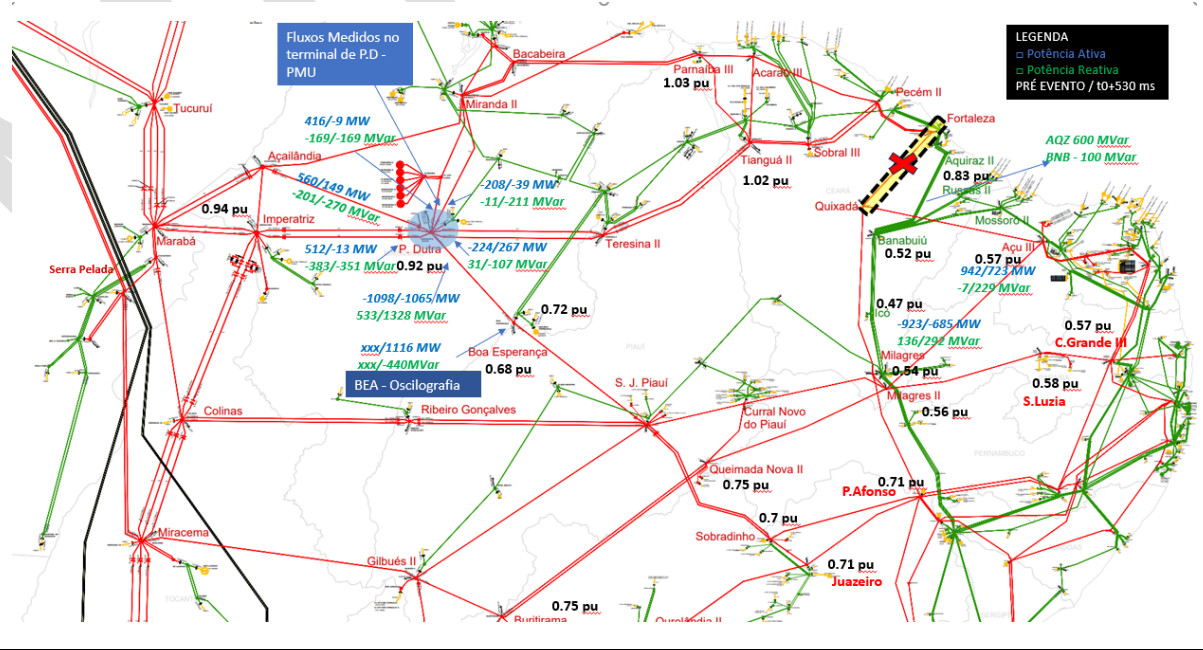 Fluxos Medidos no
terminal de P.D -
PMU
LEGENDA
□ Potência Ativa
□ Potência Reativa
PRÉ EVENTO / t0+530 ms
Bacabeira
Parnaíba III
Acaraú III
1.03 pu
Pecém II
Tucuruí
Miranda II
Fortaleza
416/-9 MW
-169/-169 MVar
AQZ 600 MVar
BNB - 100 MVar
Açailândia
Tianguá II
Sobral III
Aquiraz II
0.83 pu
560/149 MW
-201/-270 MVar
-208/-39 MW
-11/-211 MVar
1.02 pu
CEARÁ
Russas II
0.94 pu
Imperatriz
Quixadá
Mossoró II
Marabá
P. Dutra
Teresina II
Banabuiú
Açu III
512/-13 MW
-383/-351 MVar
0.92 pu
-224/267 MW
31/-107 MVar
0.52 pu
0.57 pu
Serra Pelada
942/723 MW
-7/229 MVar
-1098/-1065/MW
533/1328 MVar
0.72 pu
0.47 pu
Icó
-923/-685 MW
136/292 MVar
0.57 pu
C.Grande III
xxx/1116 MW
xxx/-440MVar
PIAUÍ
Boa Esperança
0.68 pu
Milagres
0.54 pu
BEA - Oscilografia
S. J. Piauí
0.58 pu
S.Luzia
Milagres II
0.56 pu
Colinas
Ribeiro Gonçalves
Curral Novo
do Piauí
PERNAMBUCO
Queimada Nova II
0.75 pu
0.71 pu
P.Afonso
0.7 pu
Miracema
Sobradinho
Gilbués II
0.71 pu
Juazeiro
0.75 pu
Buritirama
Ourolândia II